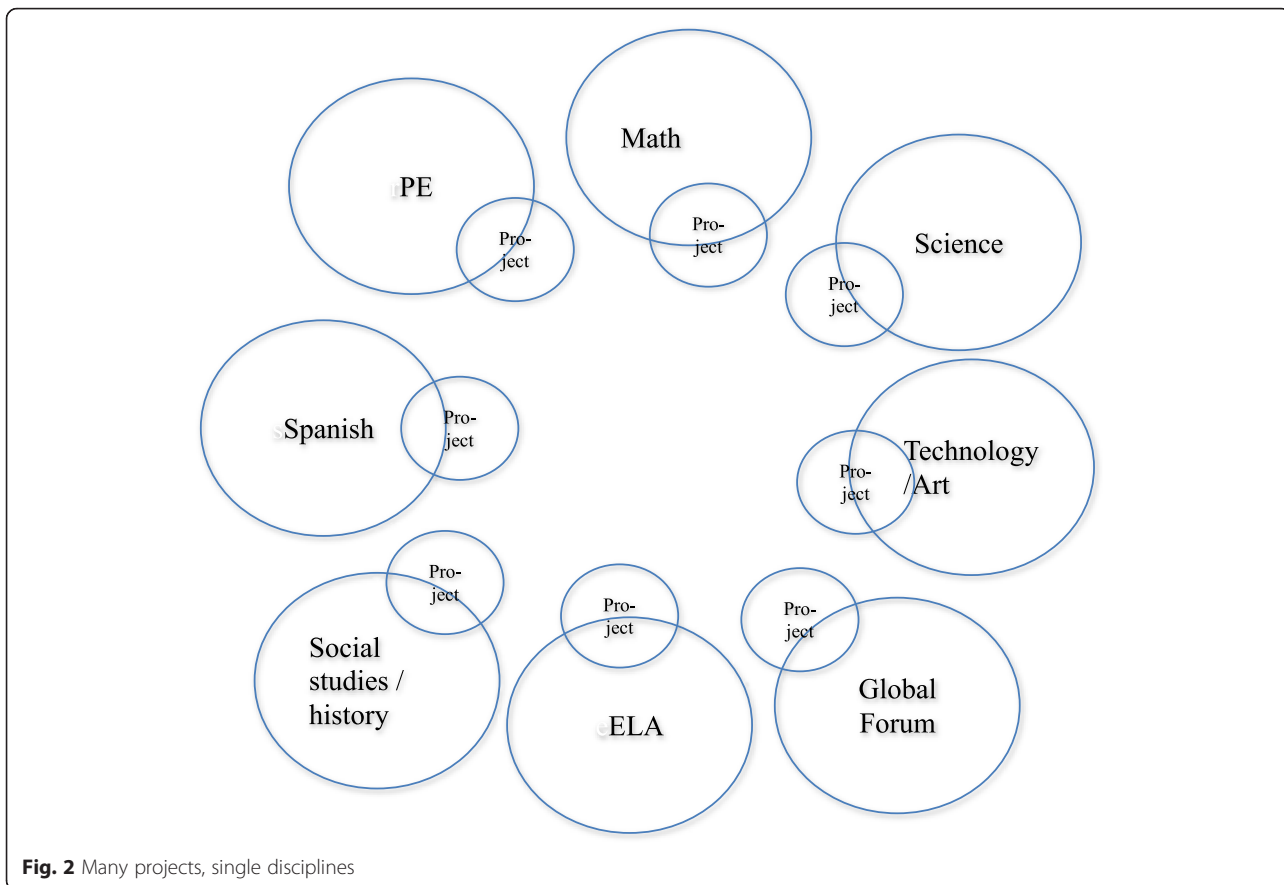 Math
Pro-
ject
PE
Pro-
ject
Science
Pro-
ject
Spanish
Pro-
ject
Technology
/Art
Pro-
ject
Social
studies /
history
Pro-
ject
ELA
Pro-
ject
Global
Forum
Pro-
ject
Fig. 2 Many projects, single disciplines